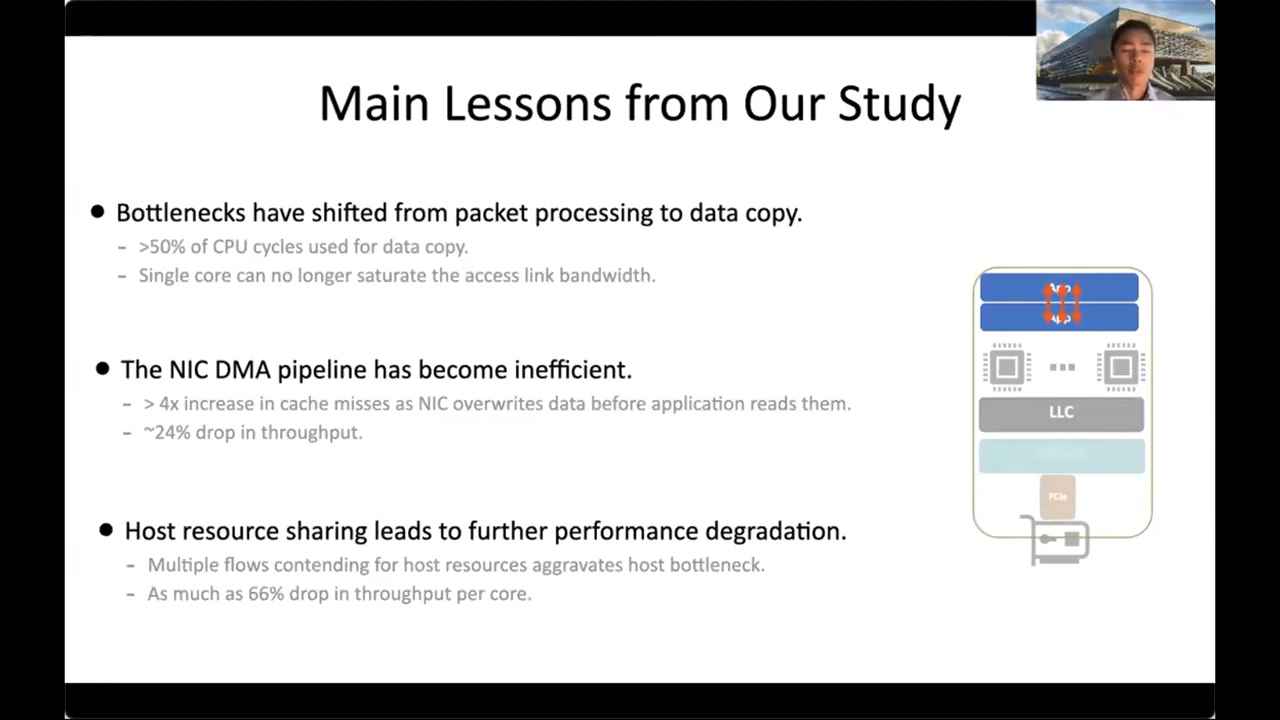 Main Lessons from Our Study
● Bottlenecks have shifted from packet processing to data copy.
- >50% of CPU cycles used for data copy.
- Single core can no longer saturate the access link bandwidth.
● The NIC DMA pipeline has become inefficient.
- > 4x increase in cache misses as NIC overwrites data before application reads them.
- ~24% drop in throughput.
● Host resource sharing leads to further performance degradation.
- Multiple flows contending for host resources aggravates host bottleneck.
- As much as 66% drop in throughput per core.
App
App
LLC
PCIe